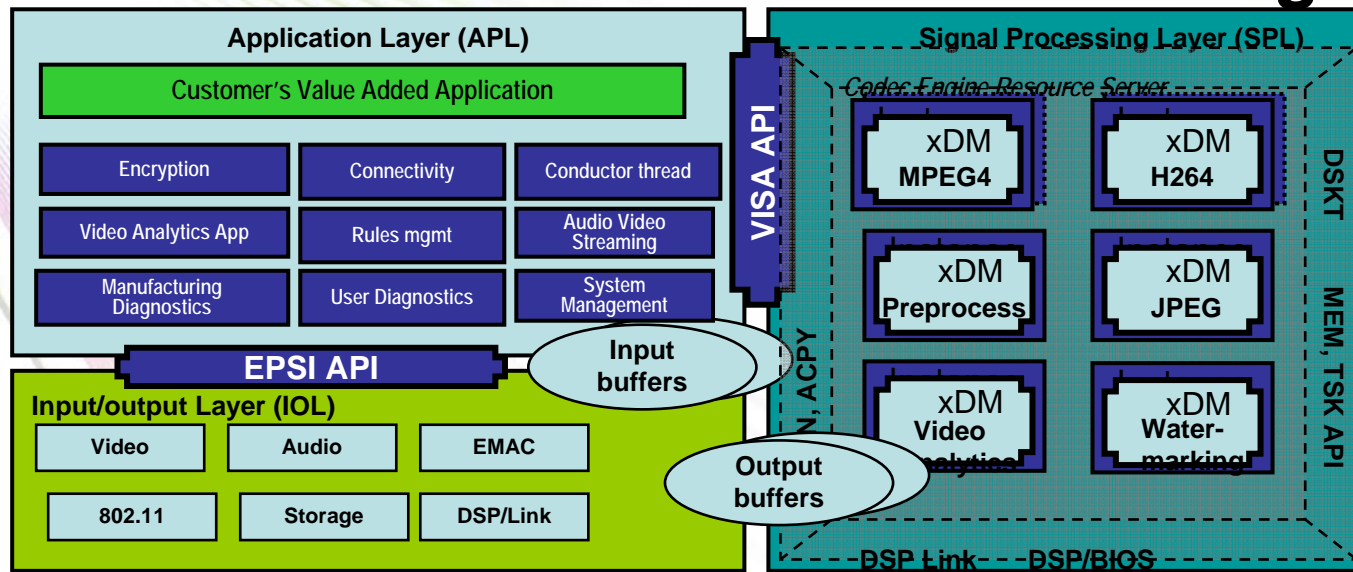 Application Layer (APL)
Customer's Value Added Application
Encryption
Connectivity
Conductor thread
Video Analytics App
Rules mgmt
Audio Video
Streaming
Manufacturing
Diagnostics
User Diagnostics
System
Management
EPSI API
Input/output Layer (IOL)
Video
Audio
EMAC
802.11
Storage
DSP/Link
Input
buffers
Output
buffers
VISA API
Signal Processing Layer (SPL)
Codec Engine Resource Server
xDM
MPEG4
xDM
H264
xDM
Preprocess
xDM
JPEG
xDM
Video
xDM
Water-
marking
ACPY
DSKT
MEM, TSK API
DSP Link
DSP/BIOS